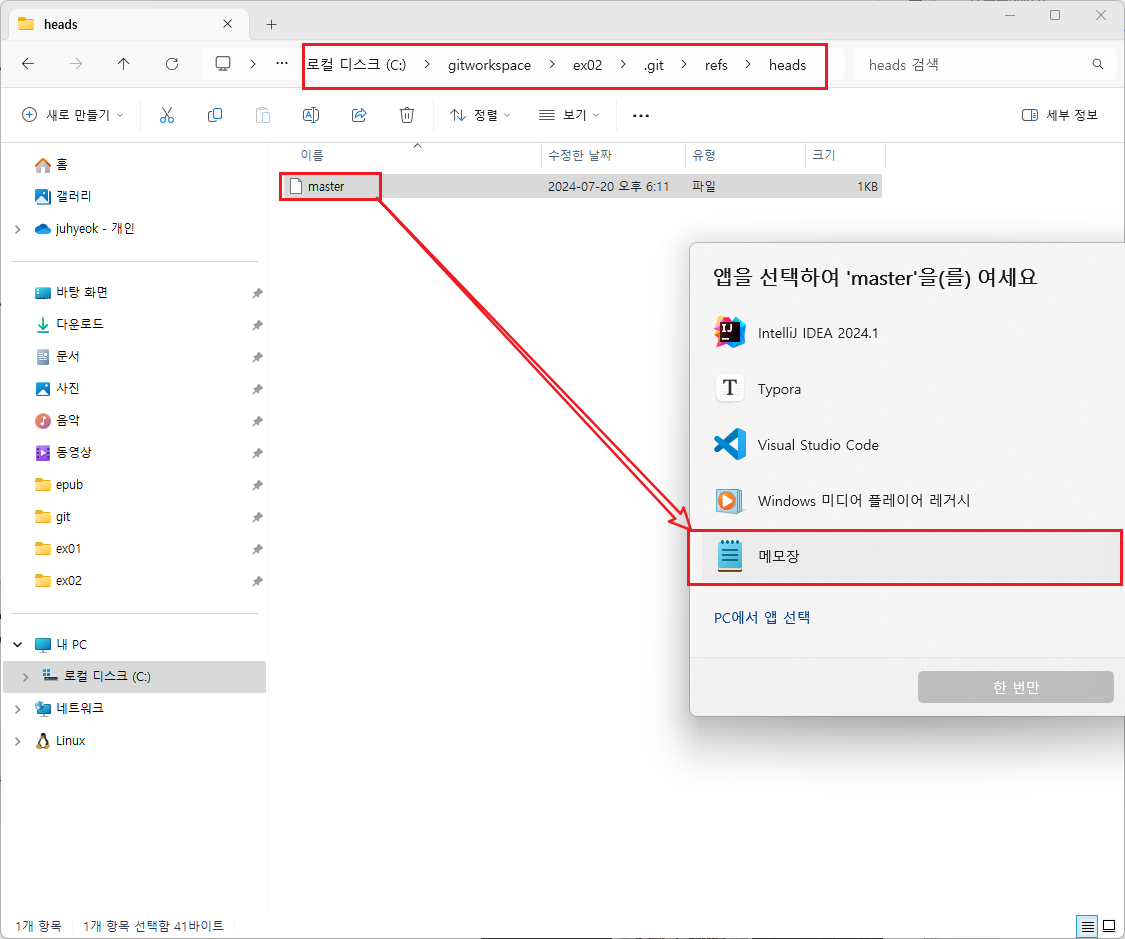 heads
로컬 디스크 (C:) > gitworkspace > ex02 > .git > refs > heads
heads 검색
새로 만들기
정렬
보기
세부 정보
이름 수정한 날짜 유형 크기
master 2024-07-20 오후 6:11 파일 1KB
홈
갤러리
juhyeok - 개인
바탕 화면
다운로드
문서
사진
음악
동영상
epub
git
ex01
ex02
내 PC
로컬 디스크 (C:)
네트워크
Linux
앱을 선택하여 'master'을(를) 여세요
IntelliJ IDEA 2024.1
Typora
Visual Studio Code
Windows 미디어 플레이어 레거시
메모장
PC에서 앱 선택
한 번만
1개 항목 1개 항목 선택함 41바이트